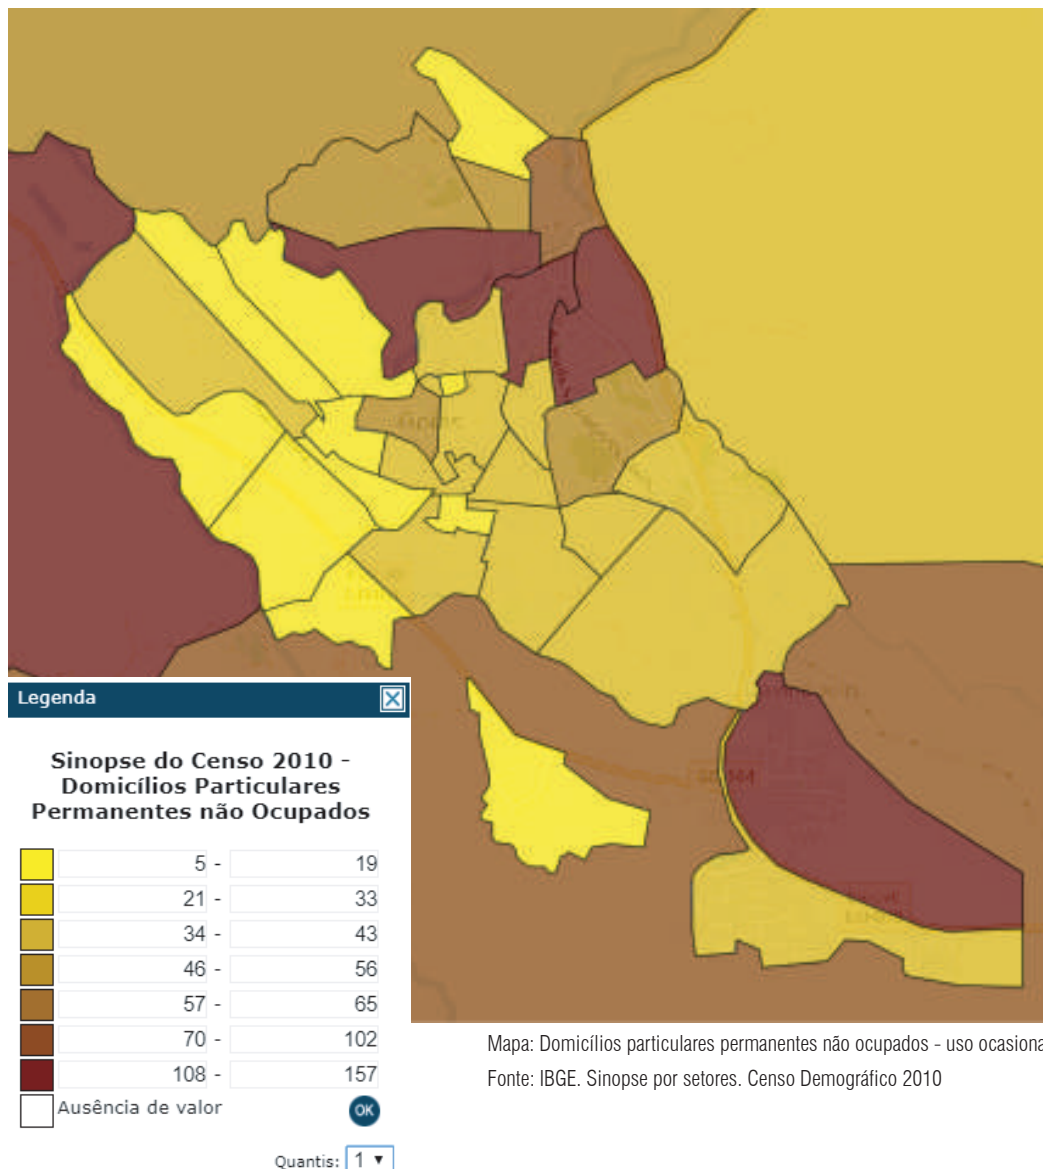 Legenda
Sinopse do Censo 2010 -
Domicílios Particulares
Permanentes não Ocupados
5 - 19
21 - 33
34 - 43
46 - 56
57 - 65
70 - 102
108 - 157
Ausência de valor OK
Quantis: 1
Mapa: Domicílios particulares permanentes não ocupados - uso ocasiona
Fonte: IBGE. Sinopse por setores. Censo Demográfico 2010